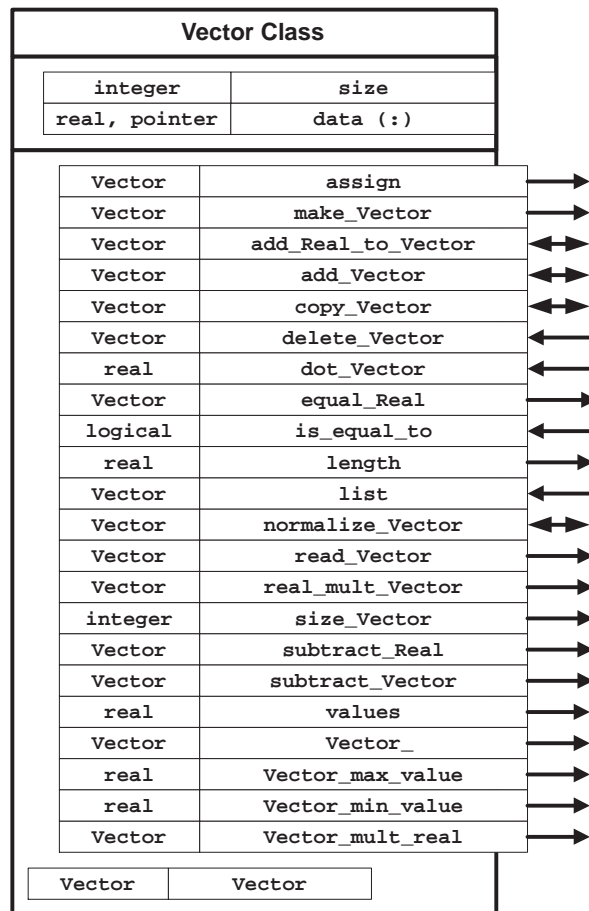 Vector Class
integer size
real, pointer data (:)
Vector assign
Vector make_Vector
Vector add_Real_to_Vector
Vector add_Vector
Vector copy_Vector
Vector delete_Vector
real dot_Vector
Vector equal_Real
logical is_equal_to
real length
Vector list
Vector normalize_Vector
Vector read_Vector
Vector real_mult_Vector
integer size_Vector
Vector subtract_Real
Vector subtract_Vector
real values
Vector Vector_
real Vector_max_value
real Vector_min_value
Vector Vector_mult_real
Vector Vector